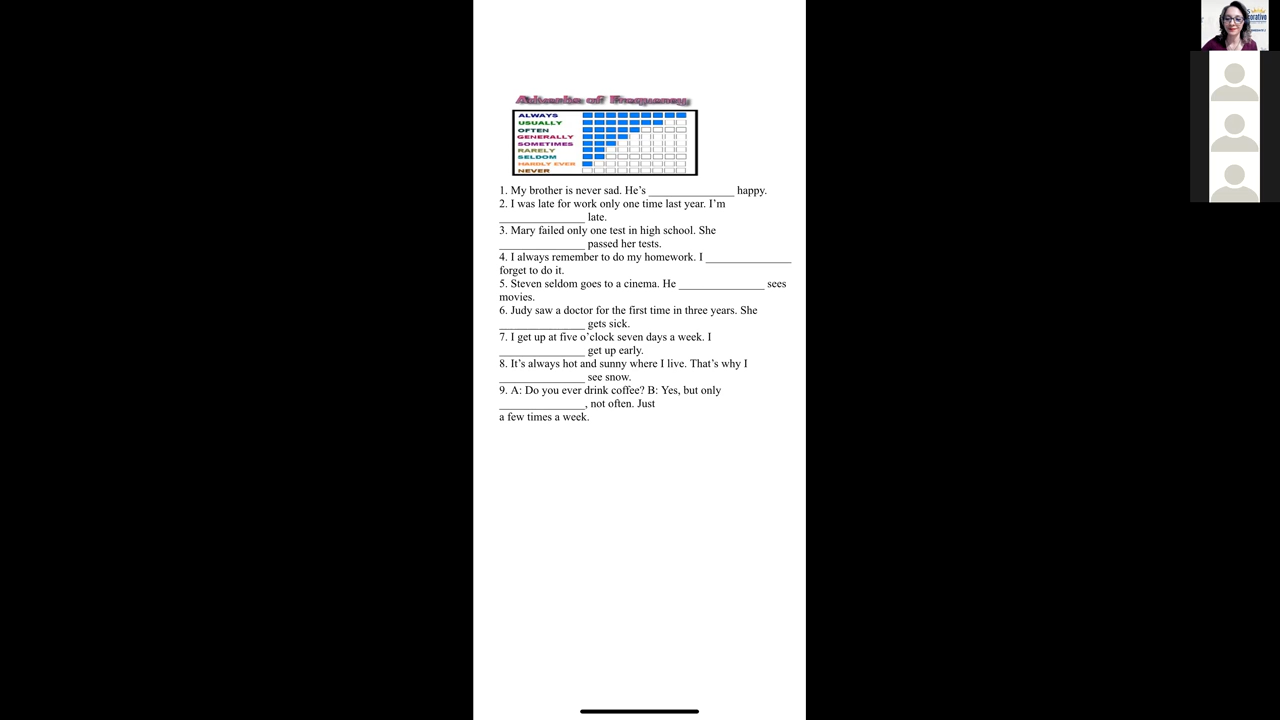 Adverbs of Frequency
ALWAYS
USUALLY
OFTEN
GENERALLY
SOMETIMES
RARELY
SELDOM
HARDLY EVER
NEVER
1. My brother is never sad. He’s _______________ happy.
2. I was late for work only one time last year. I’m
_______________ late.
3. Mary failed only one test in high school. She
_______________ passed her tests.
4. I always remember to do my homework. I _______________
forget to do it.
5. Steven seldom goes to a cinema. He _______________ sees
movies.
6. Judy saw a doctor for the first time in three years. She
_______________ gets sick.
7. I get up at five o’clock seven days a week. I
_______________ get up early.
8. It’s always hot and sunny where I live. That’s why I
_______________ see snow.
9. A: Do you ever drink coffee? B: Yes, but only
_______________, not often. Just
a few times a week.